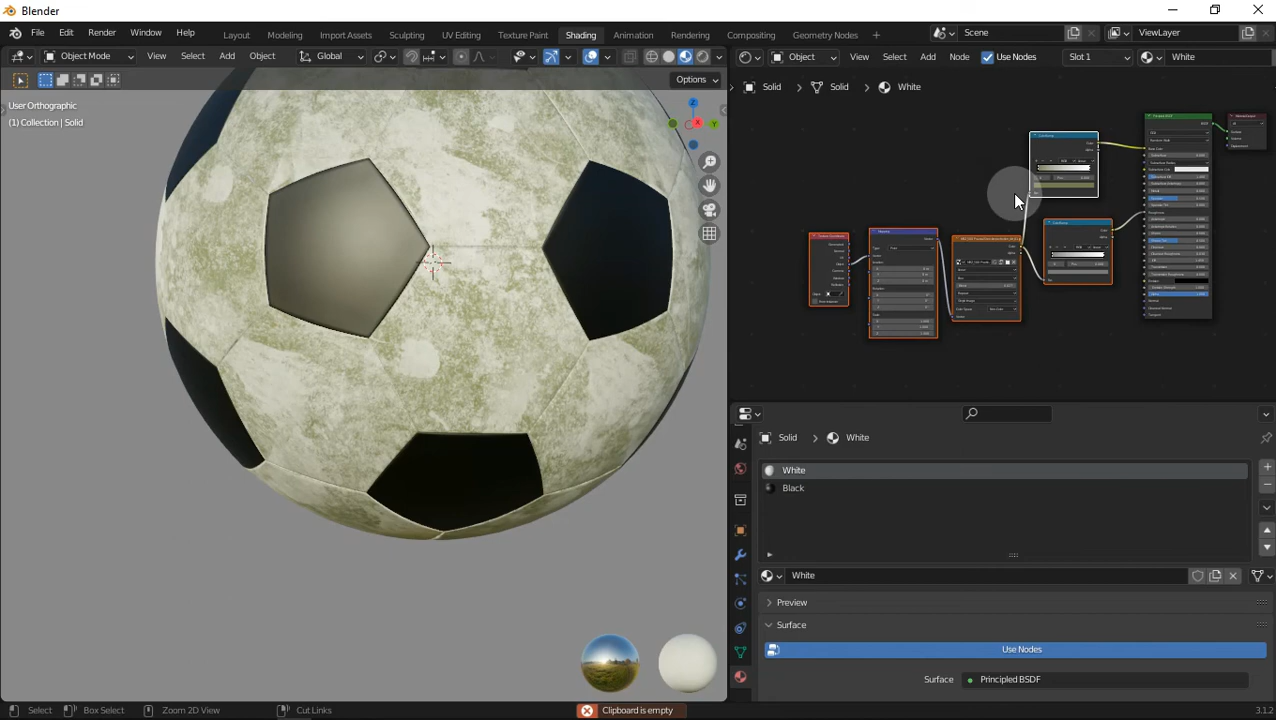 Blender
File Edit Render Window Help
Layout Modeling Import Assets Sculpting UV Editing Texture Paint Shading Animation Rendering Compositing Geometry Nodes
Scene
ViewLayer
Object Mode View Select Add Object Global
Object View Select Add Node Use Nodes Slot 1 White
Options
Solid Solid White
User Orthographic
(1) Collection | Solid
Z
X
Y
Solid White
White
Black
White
Preview
Surface
Use Nodes
Surface Principled BSDF
Select Box Select Zoom 2D View Cut Links Clipboard is empty 3.1.2